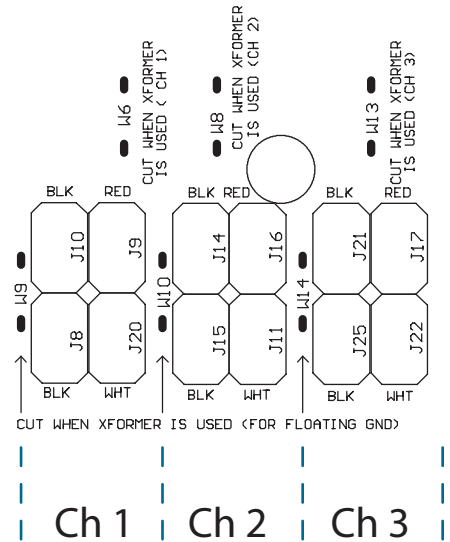 W6
CUT WHEN XFORMER
IS USED ( CH 1)
W8
CUT WHEN XFORMER
IS USED (CH 2)
W13
CUT WHEN XFORMER
IS USED (CH 3)
BLK RED
BLK RED
BLK RED
W9
J10
J9
W10
J14
J16
W14
J21
J17
J8
J20
J15
J11
J25
J22
BLK WHT
BLK WHT
BLK WHT
CUT WHEN XFORMER IS USED (FOR FLOATING GND)
Ch 1
Ch 2
Ch 3